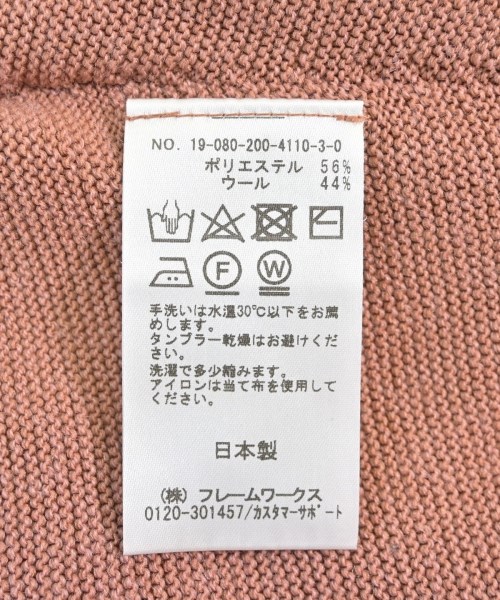 NO. 19-080-200-4110-3-0
ポリエステル 56%
ウール 44%
F W
手洗いは水温30℃以下をお薦
めします。
タンブラー乾燥はお避けくださ
い。
洗濯で多少縮みます。
アイロンは当て布を使用して
ください。
日本製
(株) フレームワークス
0120-301457/カスタマーサポート